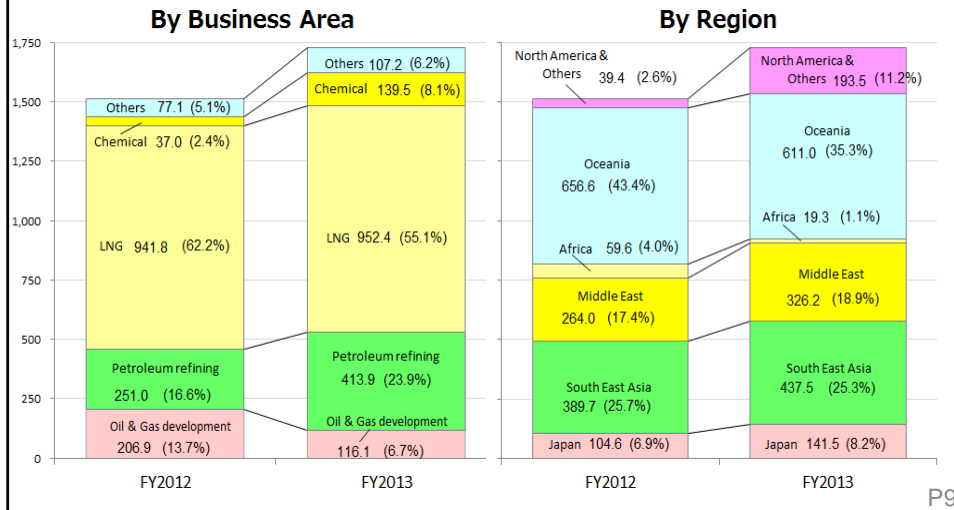 By Business Area
1,750
1,500
1,250
1,000
750
500
250
0
Others 77.1 (5.1%)
Chemical 37.0 (2.4%)
LNG 941.8 (62.2%)
Petroleum refining
251.0 (16.6%)
Oil & Gas development
206.9 (13.7%)
FY2012
Others 107.2 (6.2%)
Chemical 139.5 (8.1%)
LNG 952.4 (55.1%)
Petroleum refining
413.9 (23.9%)
Oil & Gas development
116.1 (6.7%)
FY2013
By Region
North America &
Others 39.4 (2.6%)
Oceania
656.6 (43.4%)
Africa 59.6 (4.0%)
Middle East
264.0 (17.4%)
South East Asia
389.7 (25.7%)
Japan 104.6 (6.9%)
FY2012
North America &
Others 193.5 (11.2%)
Oceania
611.0 (35.3%)
Africa 19.3 (1.1%)
Middle East
326.2 (18.9%)
South East Asia
437.5 (25.3%)
Japan 141.5 (8.2%)
FY2013
P9